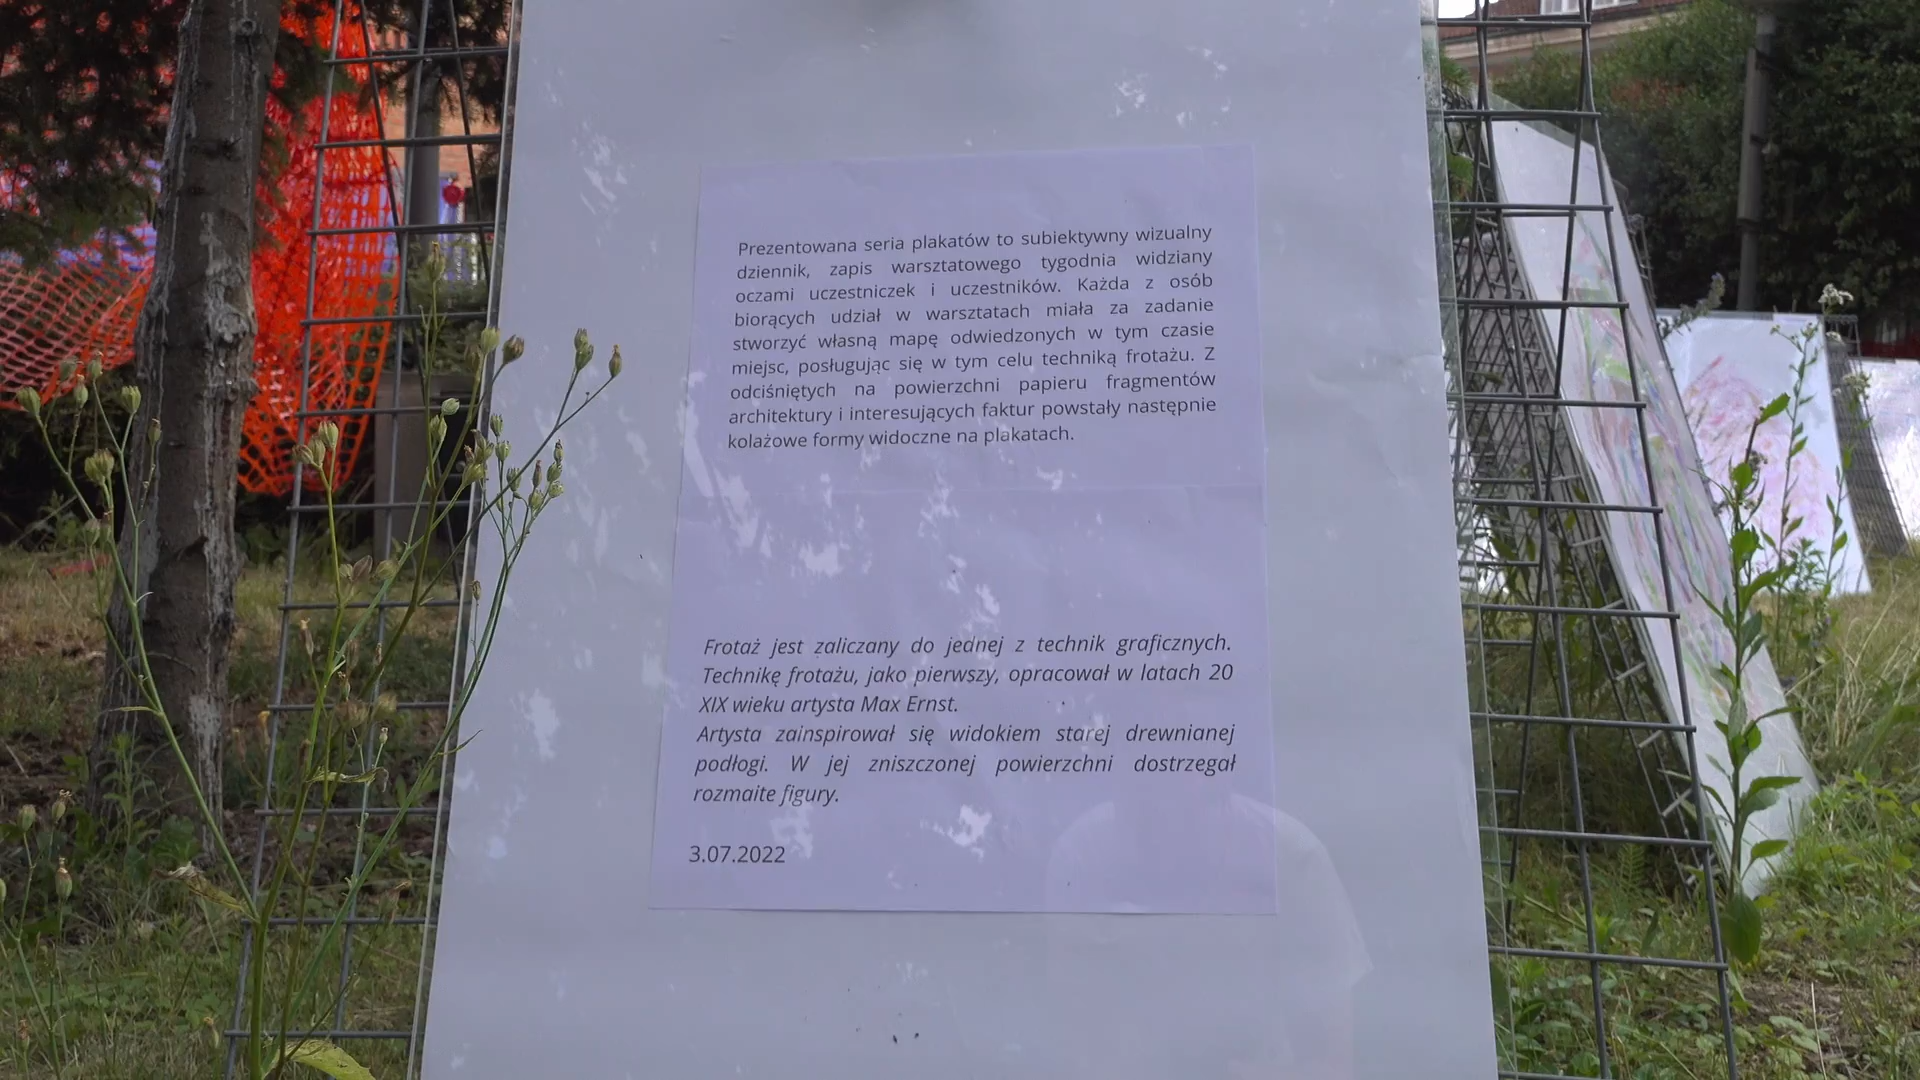 Prezentowana seria plakatów to subiektywny wizualny
dziennik, zapis warsztatowego tygodnia widziany
oczami uczestniczek i uczestników. Każda z osób
biorących udział w warsztatach miała za zadanie
stworzyć własną mapę odwiedzonych w tym czasie
miejsc, posługując się w tym celu techniką frotażu. Z
odciśniętych na powierzchni papieru fragmentów
architektury i interesujących faktur powstały następnie
kolażowe formy widoczne na plakatach.
Frotaż jest zaliczany do jednej z technik graficznych.
Technikę frotażu, jako pierwszy, opracował w latach 20
XIX wieku artysta Max Ernst.
Artysta zainspirował się widokiem starej drewnianej
podłogi. W jej zniszczonej powierzchni dostrzegał
rozmaite figury.
3.07.2022